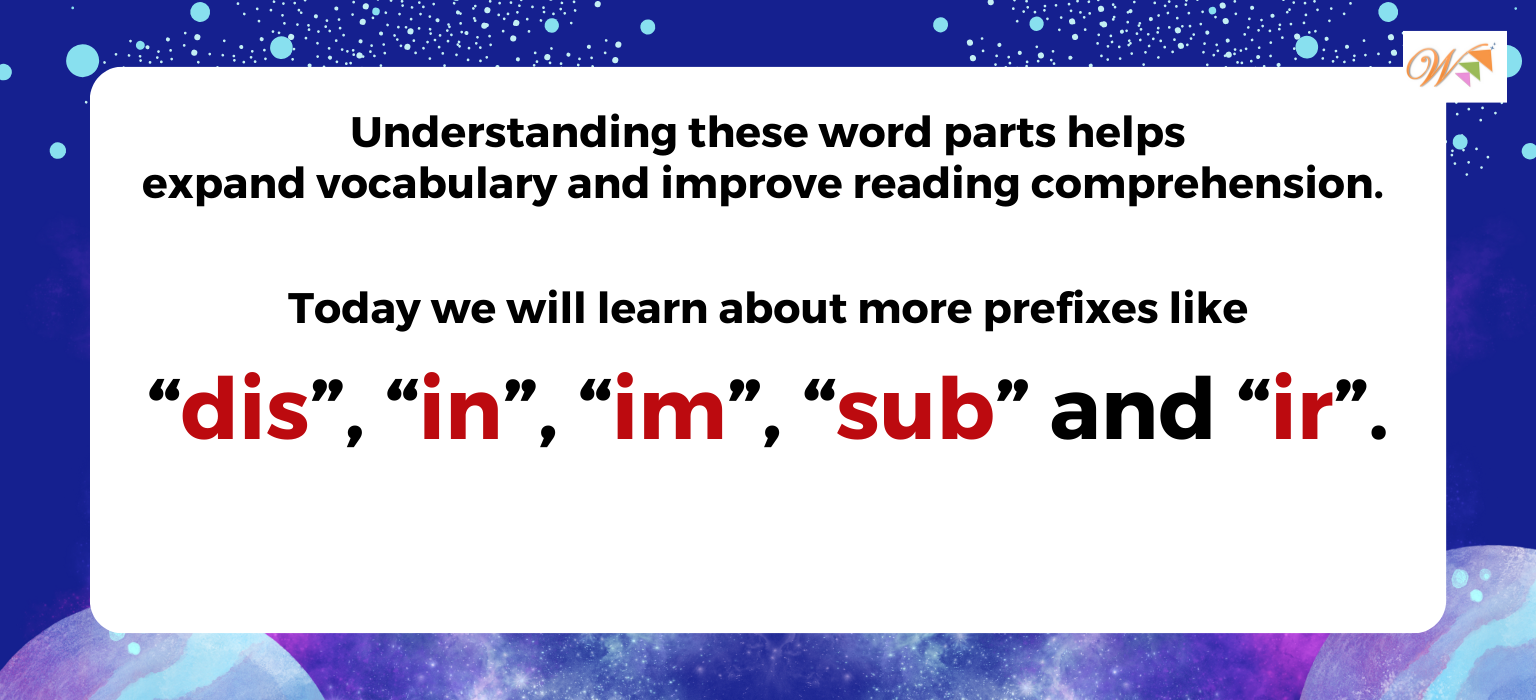 Understanding these word parts helps
expand vocabulary and improve reading comprehension.
Today we will learn about more prefixes like
“dis”, “in”, “im”, “sub” and “ir”.
W